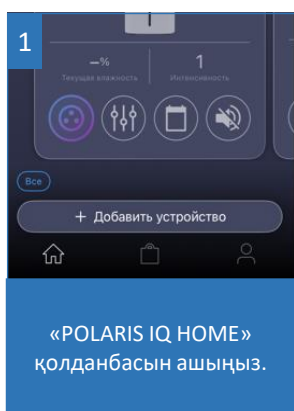 1
–%
1
Текущая влажность
Интенсивность
Все
+ Добавить устройство
«POLARIS IQ HOME»
қолданбасын ашыңыз.